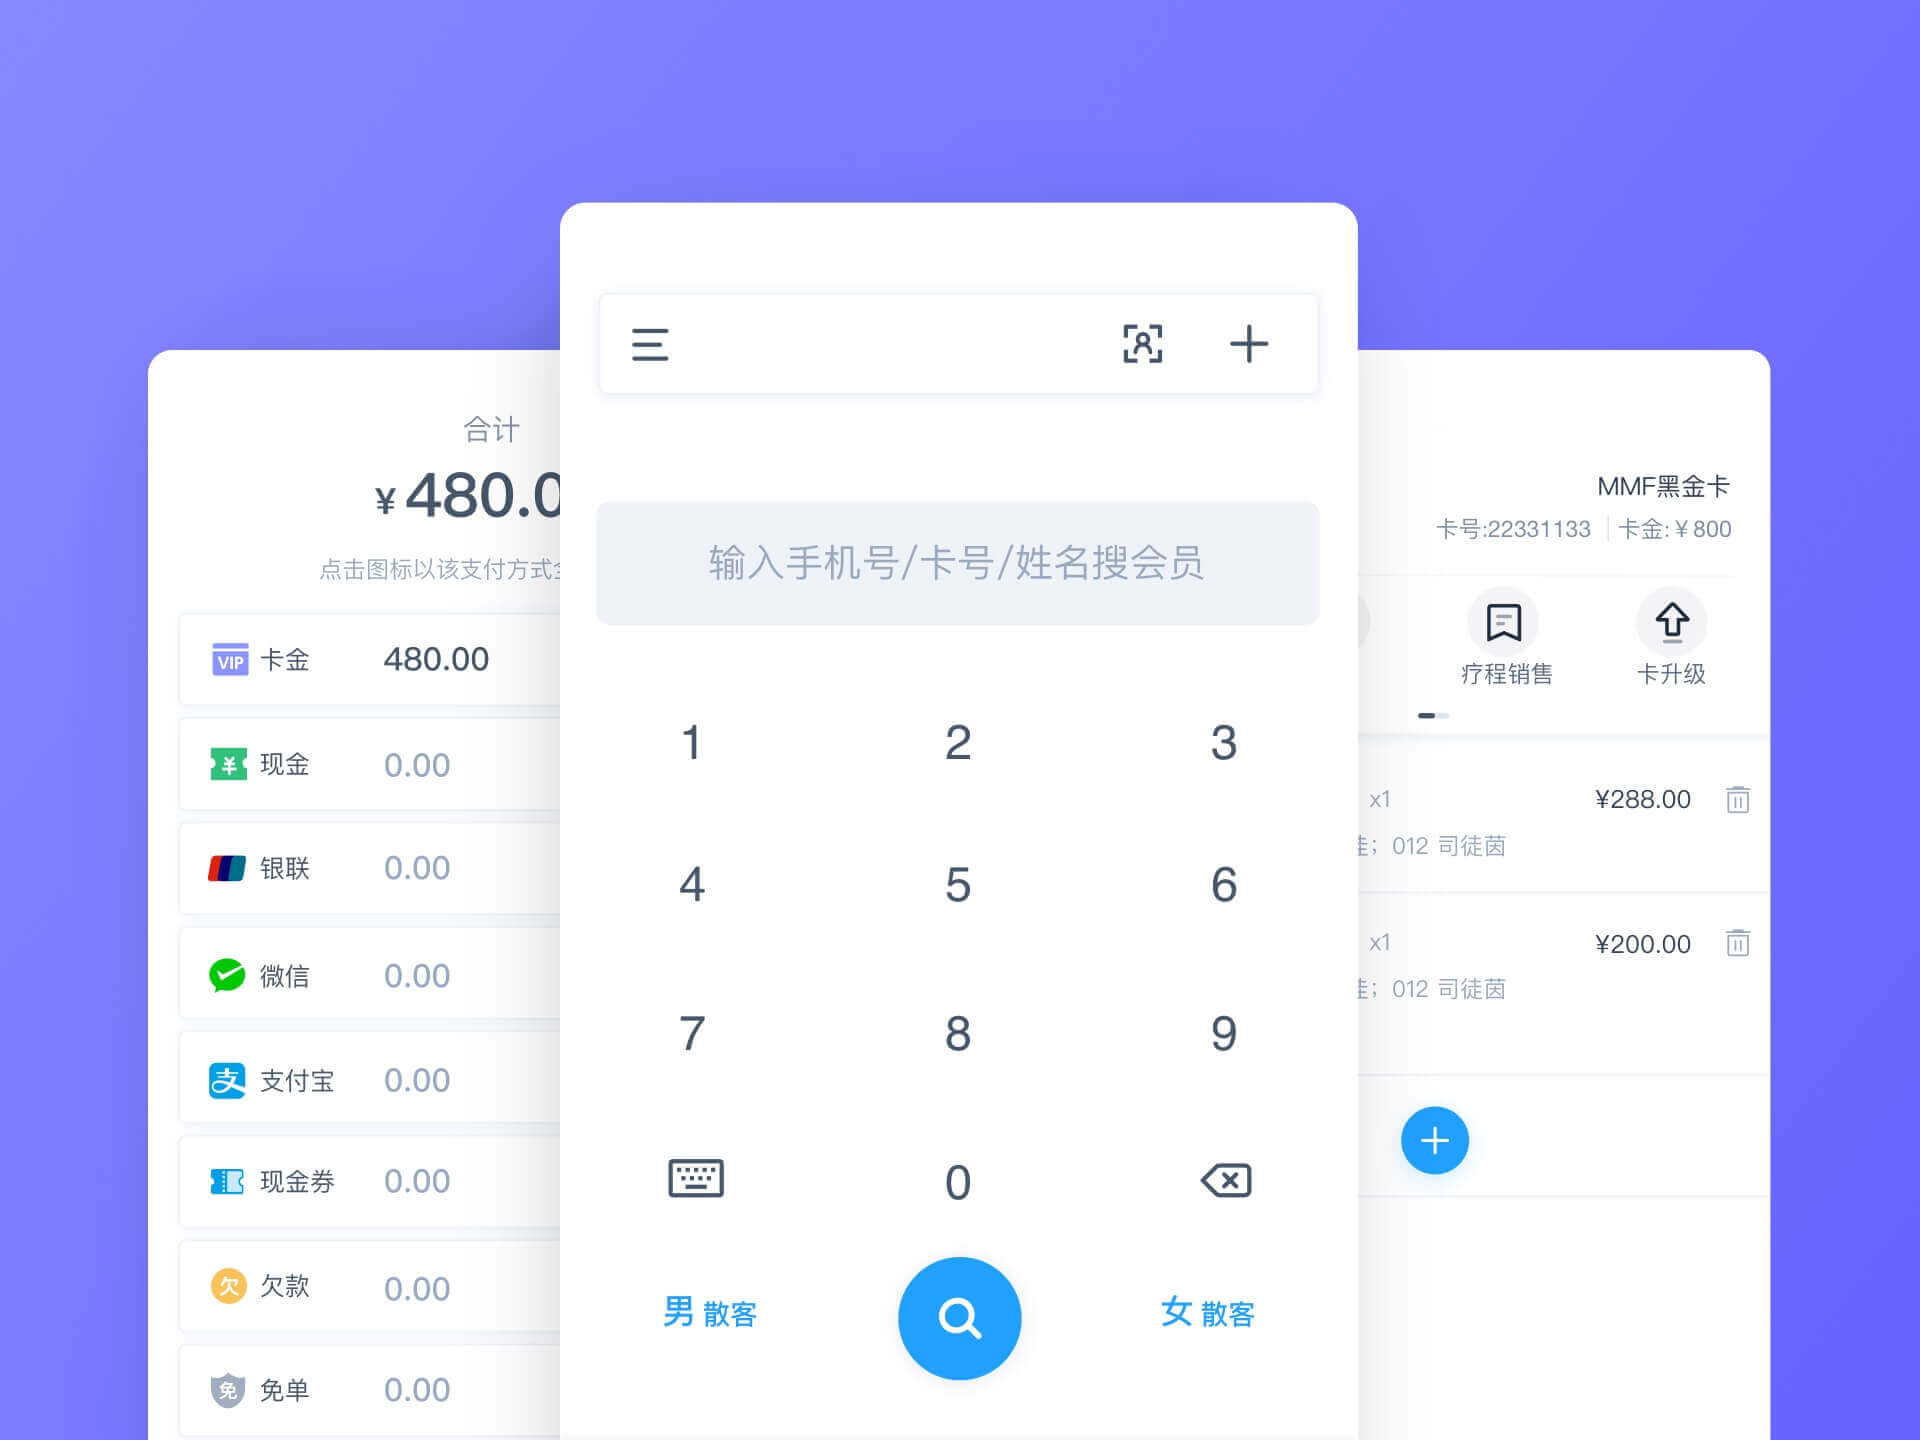 合计
¥ 480.0
点击图标以该支付方式
VIP 卡金 480.00
¥ 现金 0.00
银联 0.00
微信 0.00
支 支付宝 0.00
现金券 0.00
欠 欠款 0.00
免 免单 0.00
输入手机号/卡号/姓名搜会员
1 2 3
4 5 6
7 8 9
0
男 散客 女 散客
MMF黑金卡
卡号:22331133 卡金:¥800
疗程销售 卡升级
x1 ¥288.00
; 012 司徒茵
x1 ¥200.00
; 012 司徒茵